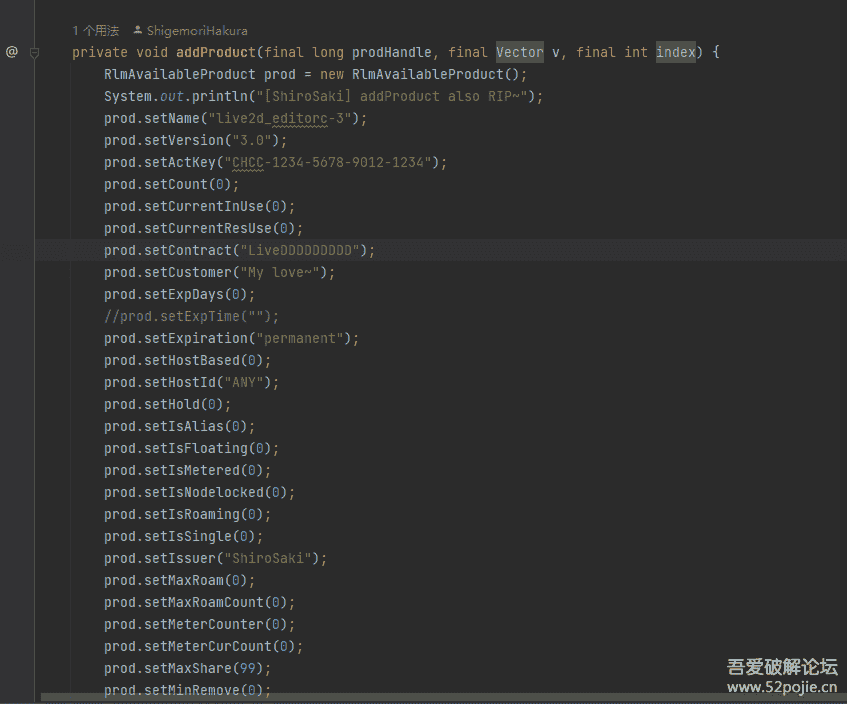 1 个用法 ShigemoriHakura
@ private void addProduct(final long prodHandle, final Vector v, final int index) {
RlmAvailableProduct prod = new RlmAvailableProduct();
System.out.println("[ShiroSaki] addProduct also RIP~");
prod.setName("live2d_editorc-3");
prod.setVersion("3.0");
prod.setActKey("CHCC-1234-5678-9012-1234");
prod.setCount(0);
prod.setCurrentInUse(0);
prod.setCurrentResUse(0);
prod.setContract("LiveDDDDDDDDD");
prod.setCustomer("My love~");
prod.setExpDays(0);
//prod.setExpTime("");
prod.setExpiration("permanent");
prod.setHostBased(0);
prod.setHostId("ANY");
prod.setHold(0);
prod.setIsAlias(0);
prod.setIsFloating(0);
prod.setIsMetered(0);
prod.setIsNodelocked(0);
prod.setIsRoaming(0);
prod.setIsSingle(0);
prod.setIssuer("ShiroSaki");
prod.setMaxRoam(0);
prod.setMaxRoamCount(0);
prod.setMeterCounter(0);
prod.setMeterCurCount(0);
prod.setMaxShare(99);
prod.setMinRemove(0);
吾爱破解论坛
www.52pojie.cn